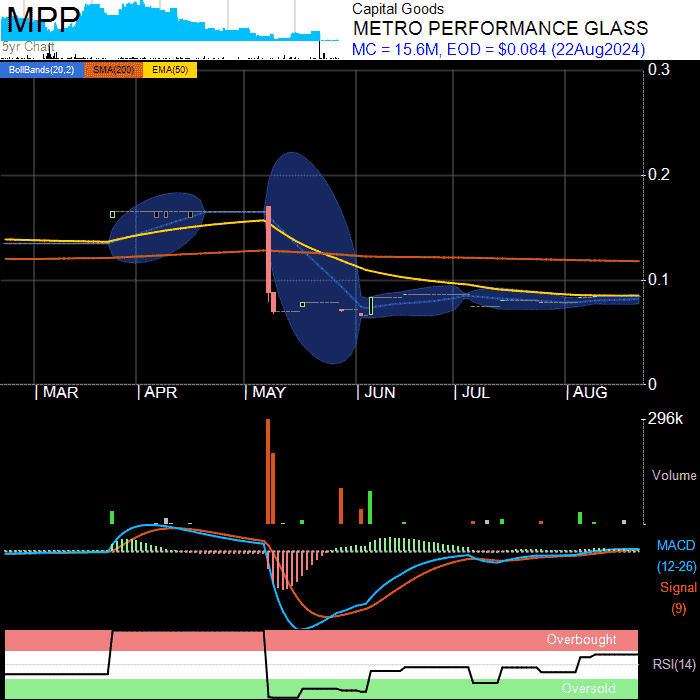 MPP
5yr Chart
Capital Goods
METRO PERFORMANCE GLASS
MC = 15.6M, EOD = $0.084 (22Aug2024)
BollBands(20,2) SMA(200) EMA(50)
0.3
0.2
0.1
0
MAR APR MAY JUN JUL AUG
296k
Volume
MACD
(12-26)
Signal
(9)
Overbought
RSI(14)
Oversold